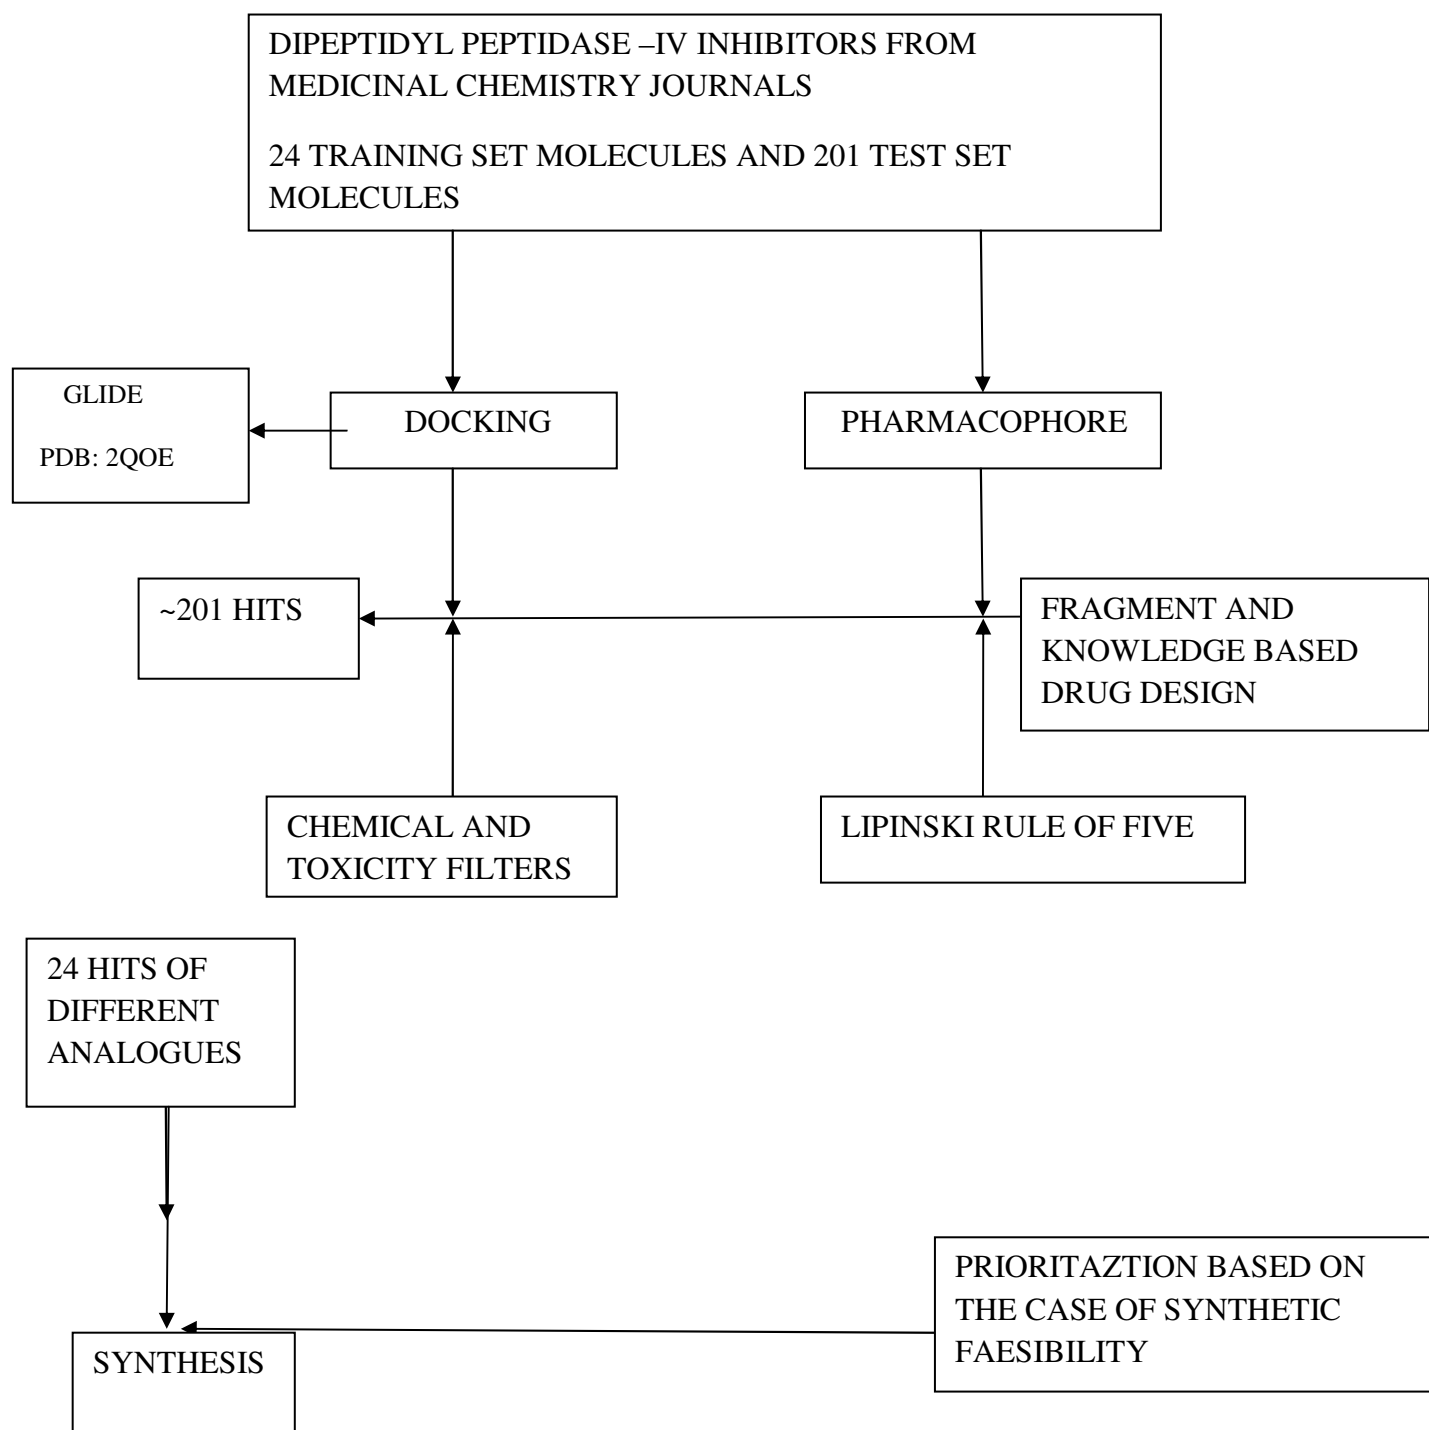 DIPEPTIDYL PEPTIDASE –IV INHIBITORS FROM
MEDICINAL CHEMISTRY JOURNALS
24 TRAINING SET MOLECULES AND 201 TEST SET
MOLECULES
GLIDE
PDB: 2QOE
DOCKING
PHARMACOPHORE
~201 HITS
FRAGMENT AND
KNOWLEDGE BASED
DRUG DESIGN
CHEMICAL AND
TOXICITY FILTERS
LIPINSKI RULE OF FIVE
24 HITS OF
DIFFERENT
ANALOGUES
PRIORITAZTION BASED ON
THE CASE OF SYNTHETIC
FAESIBILITY
SYNTHESIS